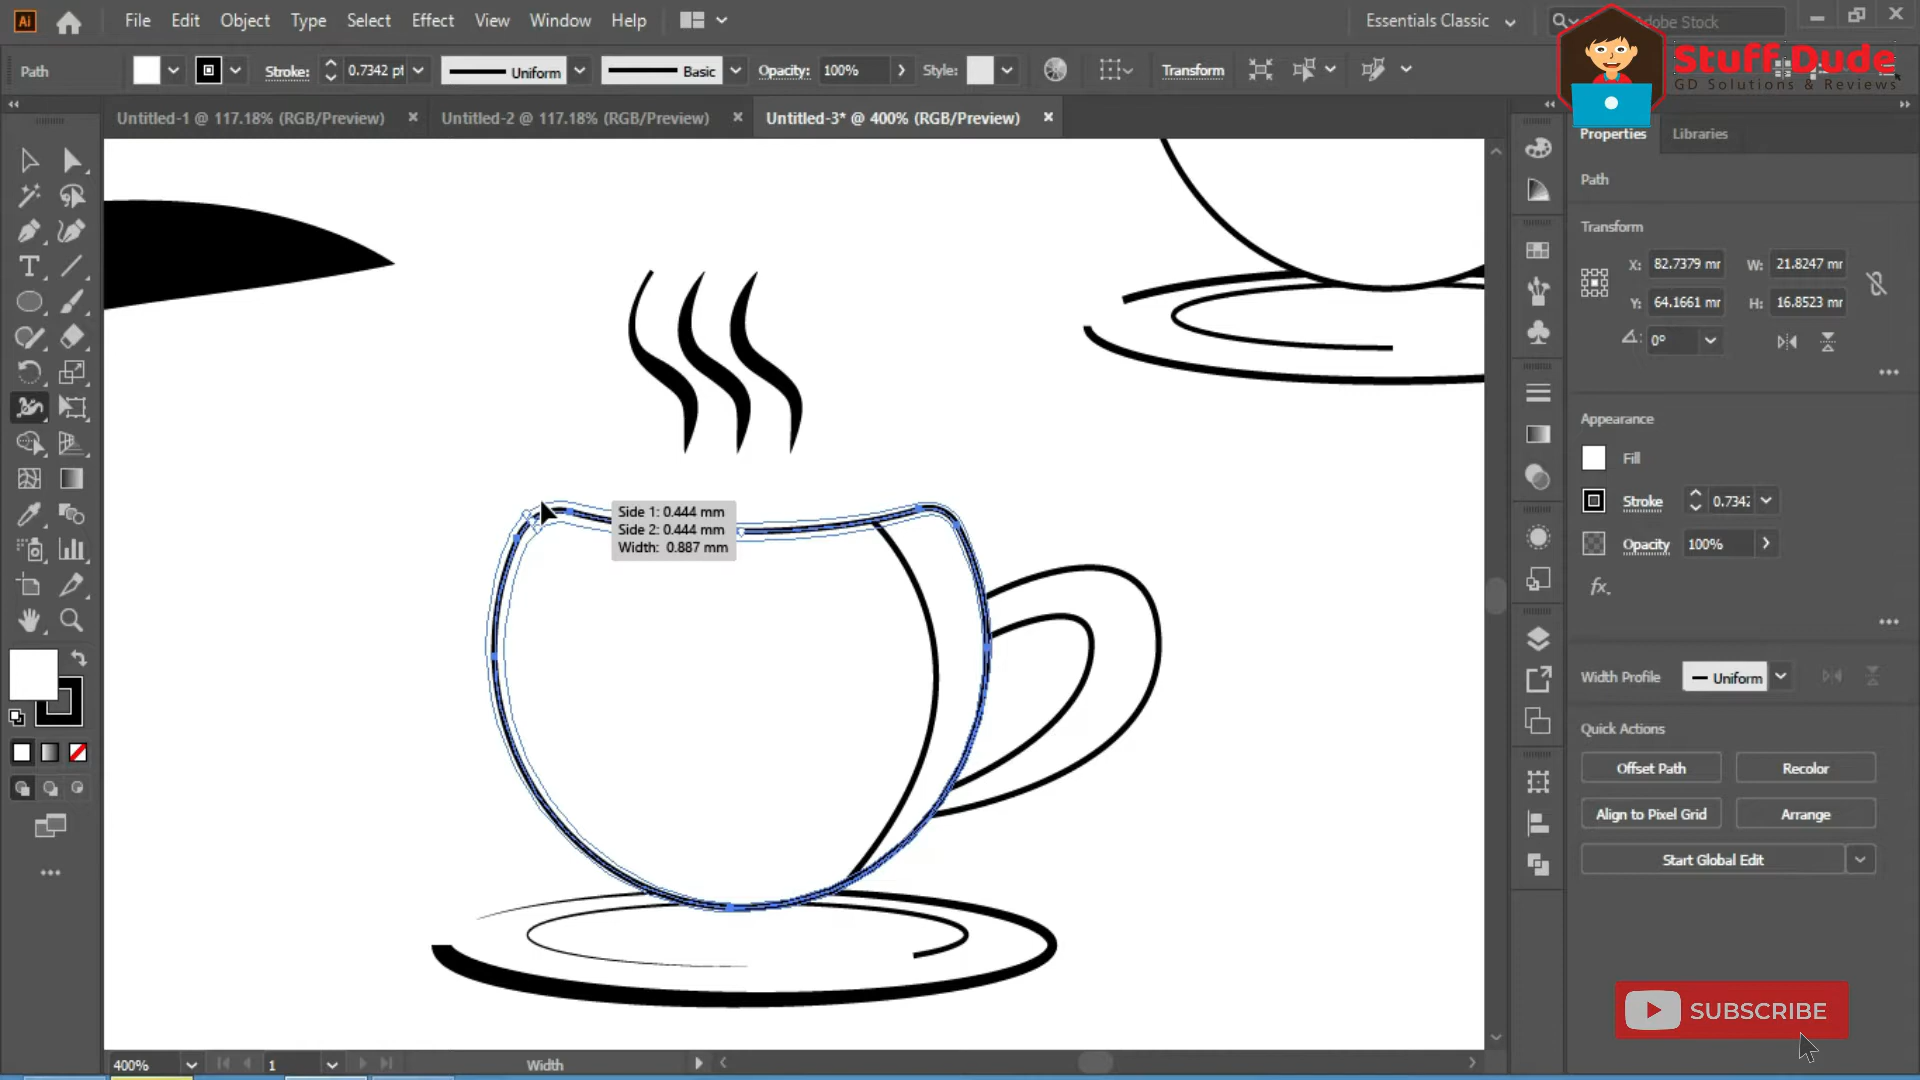 Ai File Edit Object Type Select Effect View Window Help Essentials Classic Adobe Stock
Stuff Dude
GD Solutions & Reviews
Path Stroke: 0.7342 pt Uniform Basic Opacity: 100% Style: Transform
Untitled-1 @ 117.18% (RGB/Preview) Untitled-2 @ 117.18% (RGB/Preview) Untitled-3* @ 400% (RGB/Preview)
Properties Libraries
Path
Transform
X: 82.7379 mr W: 21.8247 mr
Y: 64.1661 mr H: 16.8523 mr
0°
Appearance
Fill
Stroke 0.7342
Opacity 100%
fx.
Width Profile Uniform
Quick Actions
Offset Path Recolor
Align to Pixel Grid Arrange
Start Global Edit
Side 1: 0.444 mm
Side 2: 0.444 mm
Width: 0.887 mm
SUBSCRIBE
400% 1 Width